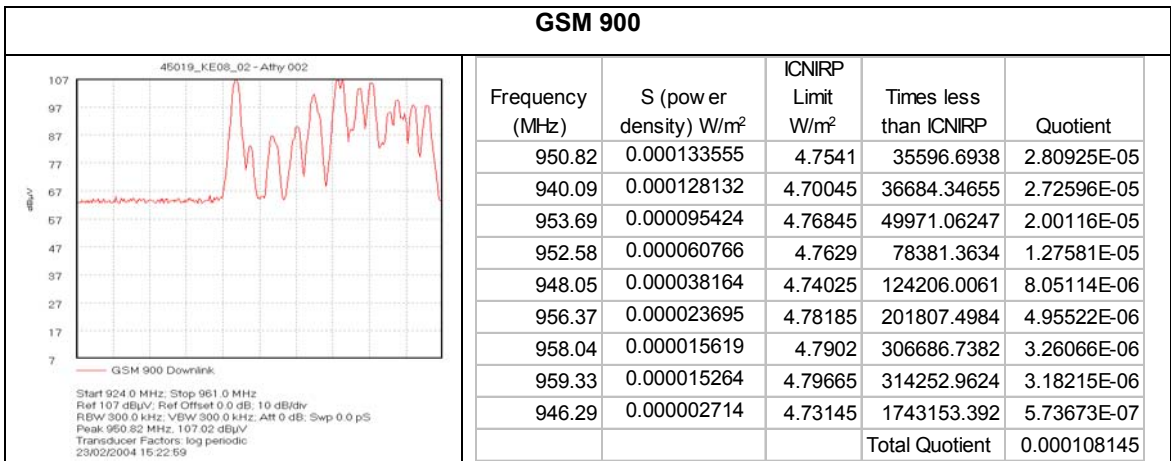 GSM 900
45019_KE08_02 - Athy 002
107
97
87
77
67
57
47
37
27
17
7
dBµV
GSM 900 Downlink
Start 924.0 MHz; Stop 961.0 MHz
Ref 107 dBµV; Ref Offset 0.0 dB; 10 dB/div
RBW 300.0 kHz; VBW 300.0 kHz; Att 0 dB; Swp 0.0 pS
Peak 950.82 MHz, 107.02 dBµV
Transducer Factors: log periodic
23/02/2004 15:22:59
Frequency (MHz) S (power density) W/m² ICNIRP Limit W/m² Times less than ICNIRP Quotient
950.82 0.000133555 4.7541 35596.6938 2.80925E-05
940.09 0.000128132 4.70045 36684.34655 2.72596E-05
953.69 0.000095424 4.76845 49971.06247 2.00116E-05
952.58 0.000060766 4.7629 78381.3634 1.27581E-05
948.05 0.000038164 4.74025 124206.0061 8.05114E-06
956.37 0.000023695 4.78185 201807.4984 4.95522E-06
958.04 0.000015619 4.7902 306686.7382 3.26066E-06
959.33 0.000015264 4.79665 314252.9624 3.18215E-06
946.29 0.000002714 4.73145 1743153.392 5.73673E-07
Total Quotient 0.000108145